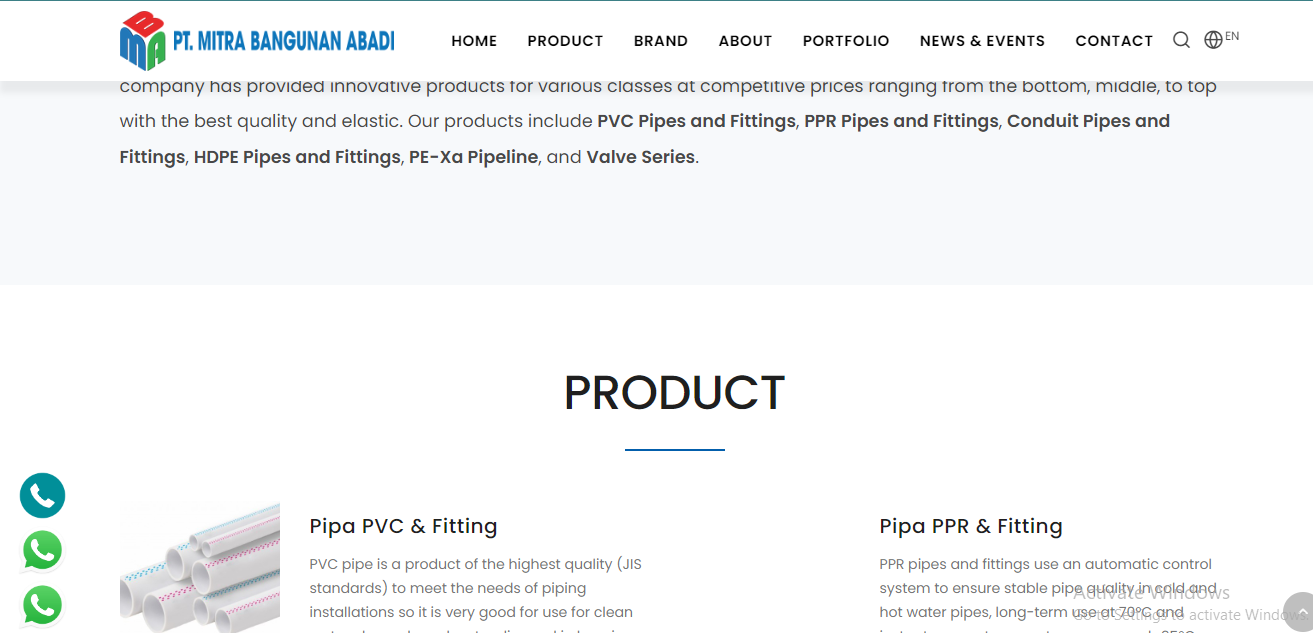 BMA PT. MITRA BANGUNAN ABADI
HOME PRODUCT BRAND ABOUT PORTFOLIO NEWS & EVENTS CONTACT EN
company has provided innovative products for various classes at competitive prices ranging from the bottom, middle, to top
with the best quality and elastic. Our products include PVC Pipes and Fittings, PPR Pipes and Fittings, Conduit Pipes and
Fittings, HDPE Pipes and Fittings, PE-Xa Pipeline, and Valve Series.
PRODUCT
Pipa PVC & Fitting
PVC pipe is a product of the highest quality (JIS
standards) to meet the needs of piping
installations so it is very good for use for clean
Pipa PPR & Fitting
PPR pipes and fittings use an automatic control
system to ensure stable pipe quality in cold and
hot water pipes, long-term use at 70°C and
Activate Windows
Go to Settings to activate Windows.